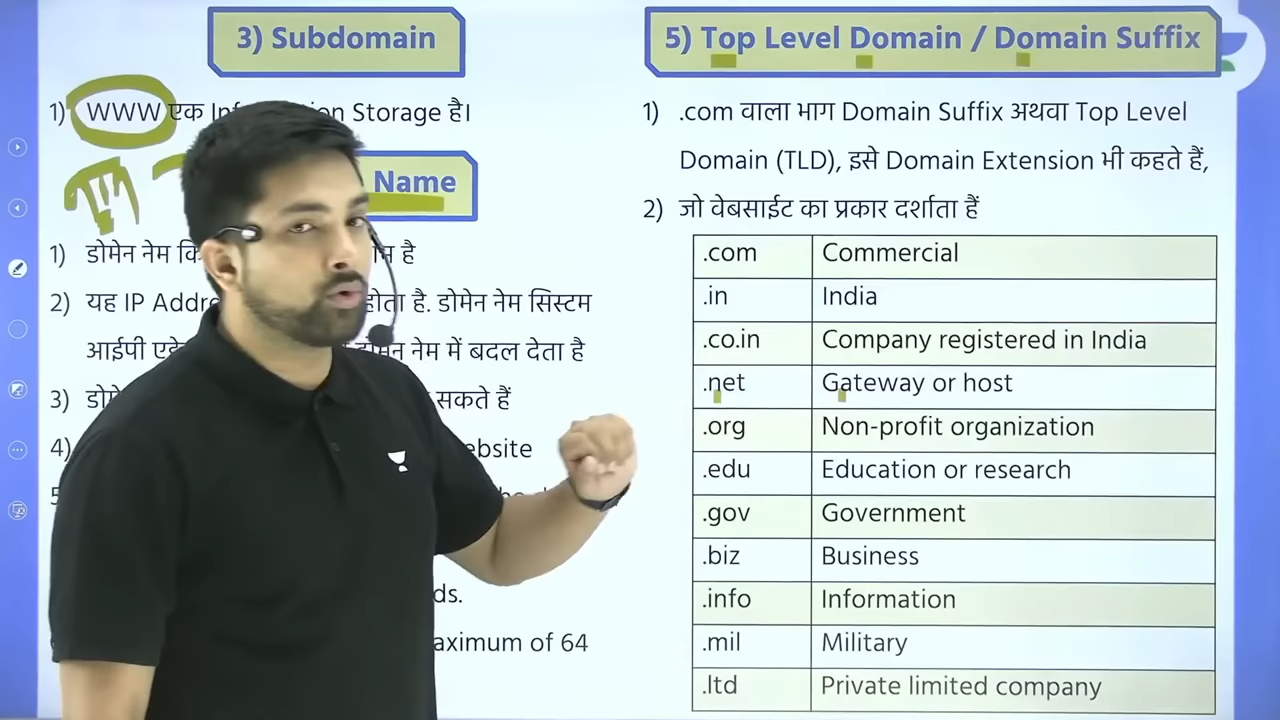 3) Subdomain
1) WWW एक Information Storage है।
Name
1) डोमेन नेम है
2) यह IP होता है. डोमेन नेम सिस्टम
आईपी डोमेन नेम में बदल देता है
3) सकते हैं
4)
ds.
maximum of 64
5) Top Level Domain / Domain Suffix
1) .com वाला भाग Domain Suffix अथवा Top Level
Domain (TLD), इसे Domain Extension भी कहते हैं,
2) जो वेबसाईट का प्रकार दर्शाता हैं
.com Commercial
.in India
.co.in Company registered in India
.net Gateway or host
.org Non-profit organization
.edu Education or research
.gov Government
.biz Business
.info Information
.mil Military
.ltd Private limited company